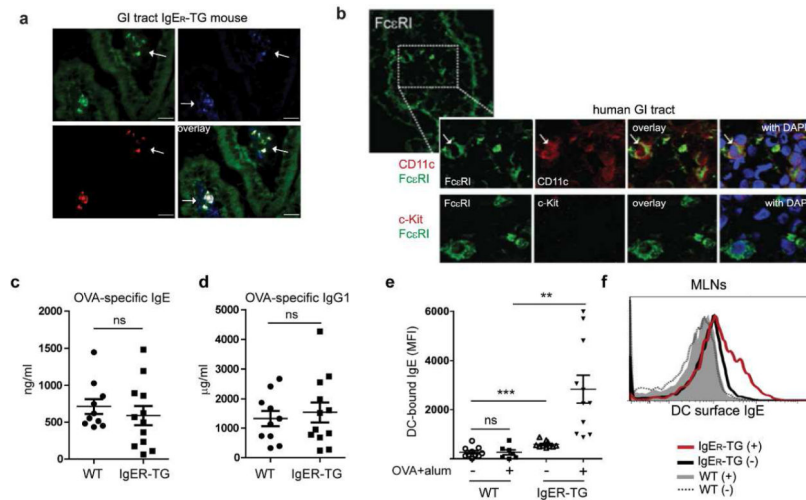 a
GI tract IgER-TG mouse
overlay
b
FcεRI
human GI tract
CD11c
FcεRI
FcεRI
CD11c
overlay
with DAPI
c-Kit
FcεRI
FcεRI
c-Kit
overlay
with DAPI
c
OVA-specific IgE
ns
ng/ml
2000
1500
1000
500
0
WT
IgER-TG
d
OVA-specific IgG1
ns
µg/ml
5000
4000
3000
2000
1000
0
WT
IgER-TG
e
DC-bound IgE (MFI)
6000
4000
2000
0
**
***
ns
OVA+alum
–
+
–
+
WT
IgER-TG
f
MLNs
DC surface IgE
IgER-TG (+)
IgER-TG (-)
WT (+)
WT (-)